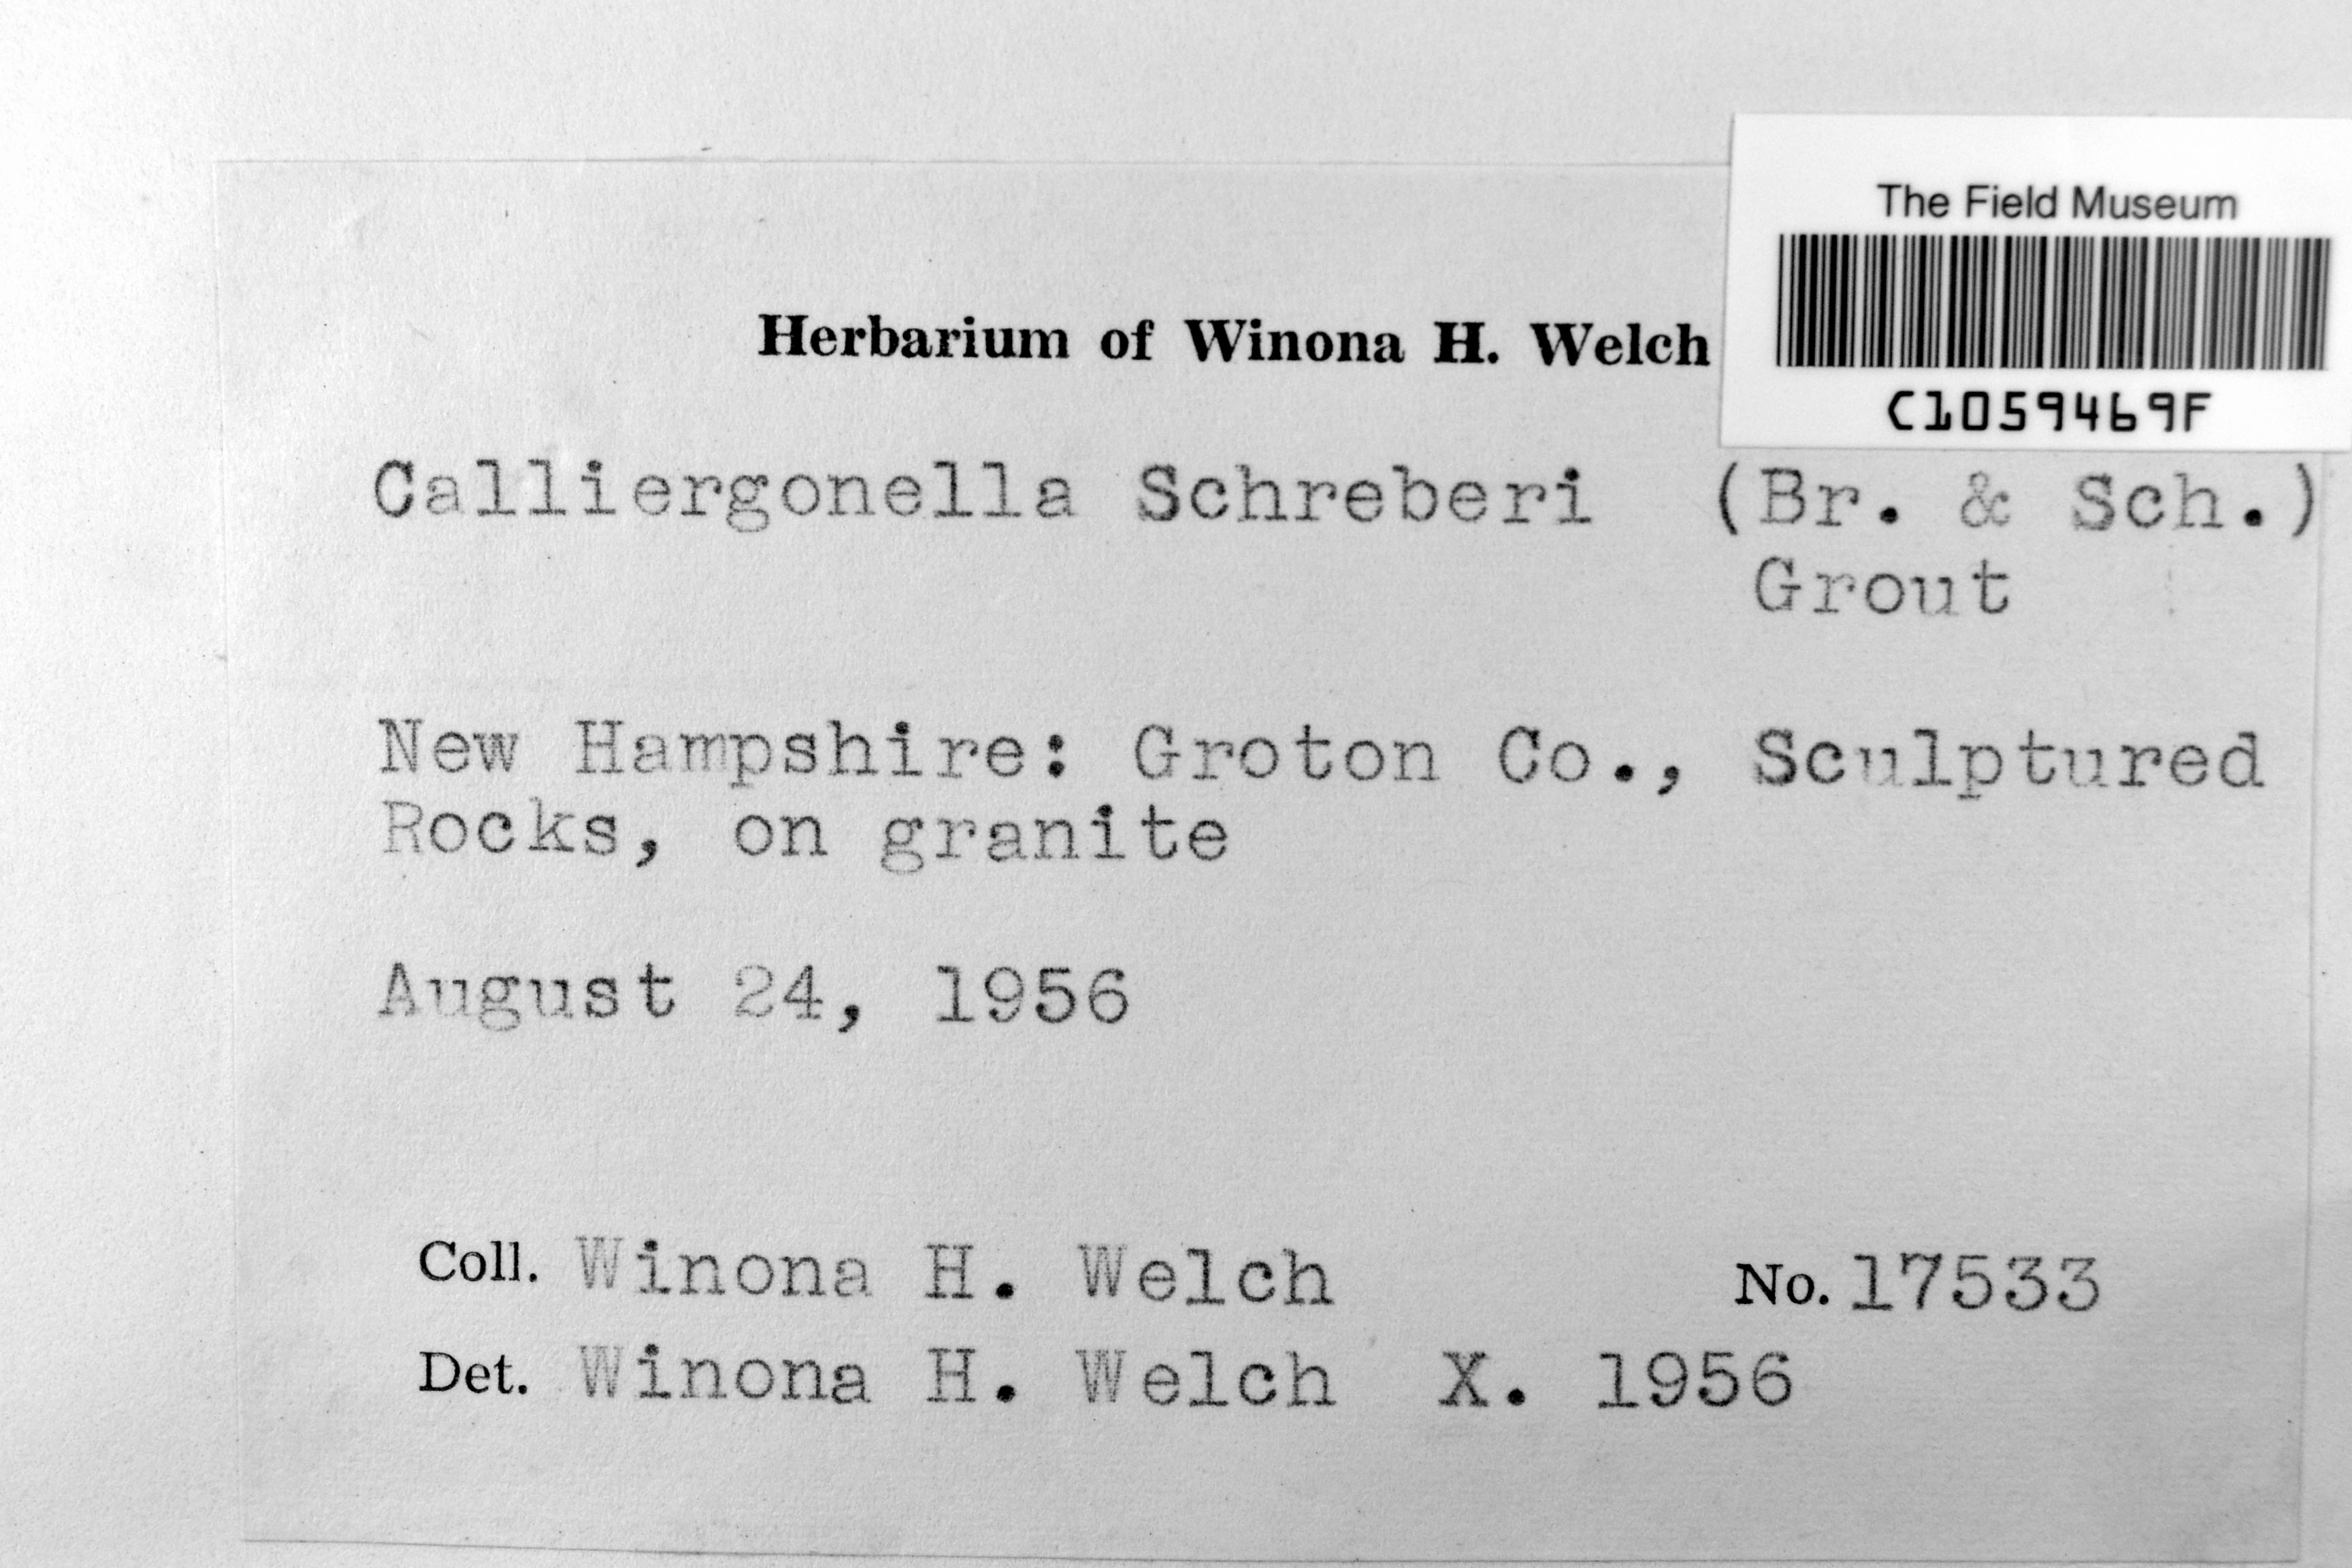 The Field Museum
C1059469F
Herbarium of Winona H. Welch
Calliergonella Schreberi (Br. & Sch.)
Grout
New Hampshire: Groton Co., Sculptured
Rocks, on granite
August 24, 1956
Coll. Winona H. Welch No. 17533
Det. Winona H. Welch X. 1956